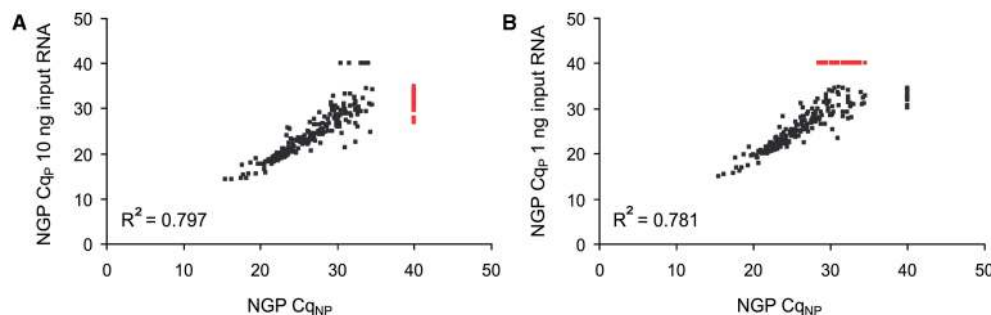 A
NGP Cq_P 10 ng input RNA
50
40
30
20
10
0
R² = 0.797
0 10 20 30 40 50
NGP Cq_NP
B
NGP Cq_P 1 ng input RNA
50
40
30
20
10
0
R² = 0.781
0 10 20 30 40 50
NGP Cq_NP